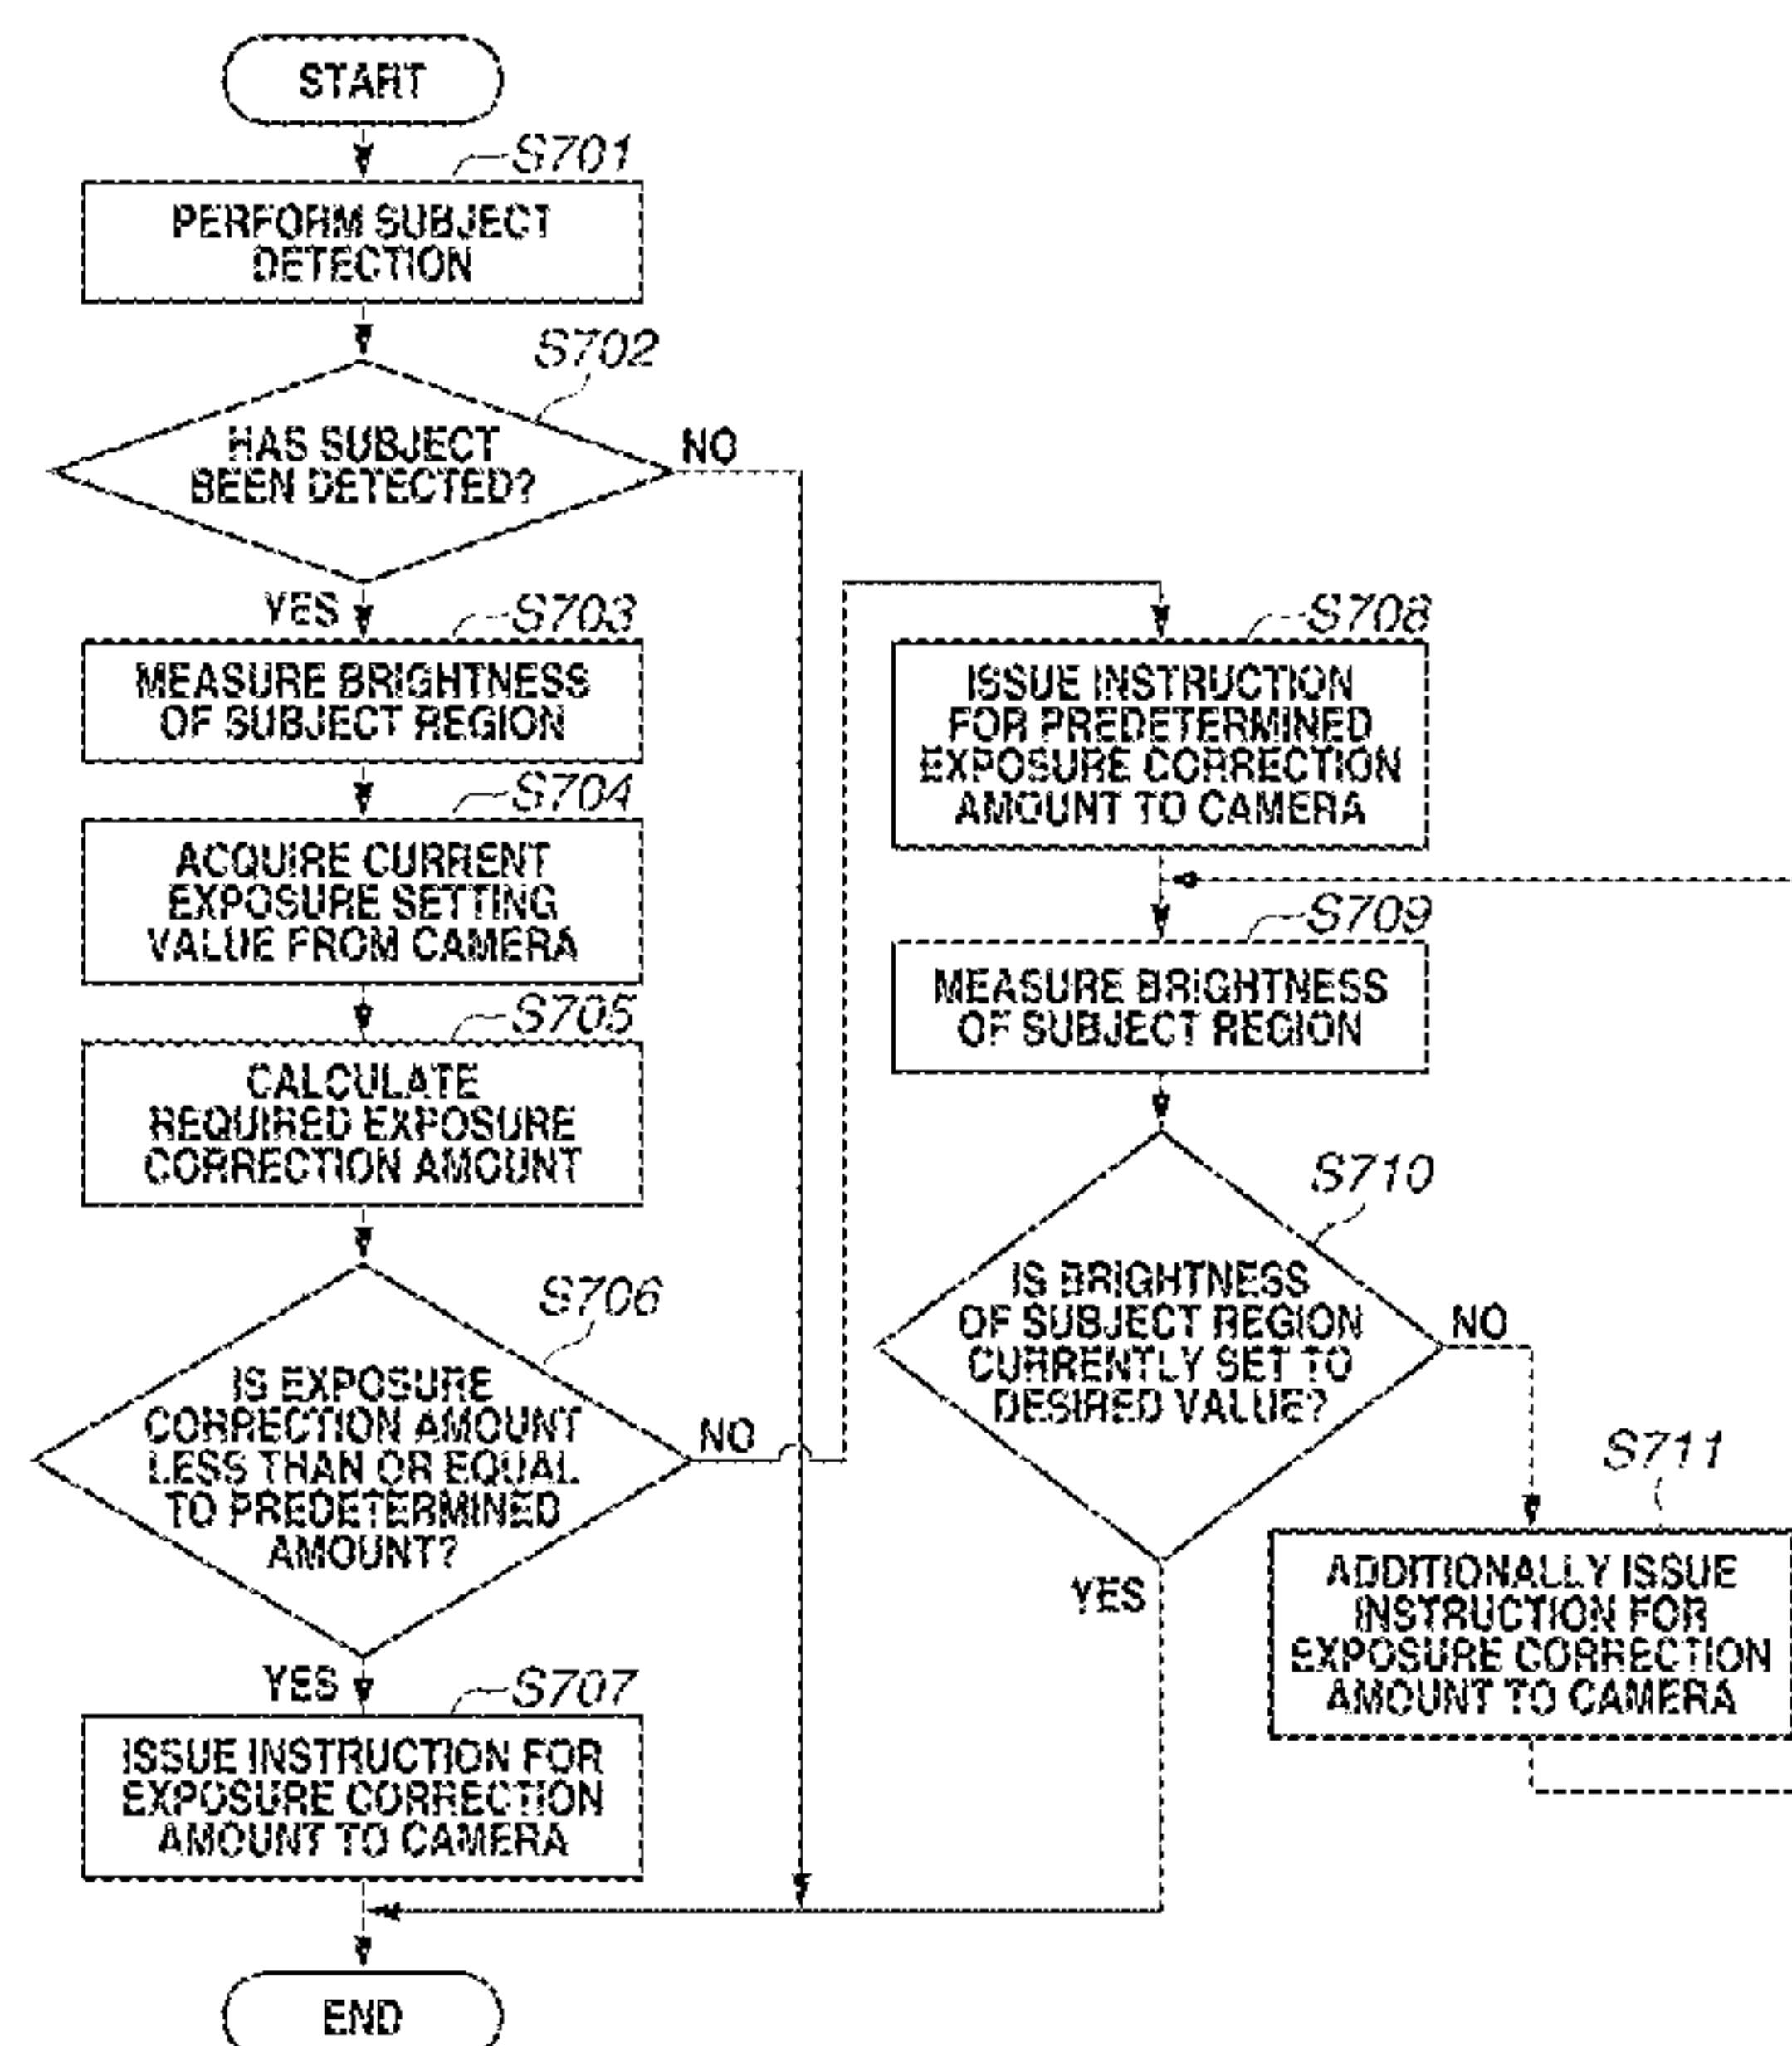 START
S701
PERFORM SUBJECT
DETECTION
S702
HAS SUBJECT
BEEN DETECTED?
NO
YES
S703
MEASURE BRIGHTNESS
OF SUBJECT REGION
S704
ACQUIRE CURRENT
EXPOSURE SETTING
VALUE FROM CAMERA
S705
CALCULATE
REQUIRED EXPOSURE
CORRECTION AMOUNT
S706
IS EXPOSURE
CORRECTION AMOUNT
LESS THAN OR EQUAL
TO PREDETERMINED
AMOUNT?
NO
YES
S707
ISSUE INSTRUCTION FOR
EXPOSURE CORRECTION
AMOUNT TO CAMERA
END
S708
ISSUE INSTRUCTION
FOR PREDETERMINED
EXPOSURE CORRECTION
AMOUNT TO CAMERA
S709
MEASURE BRIGHTNESS
OF SUBJECT REGION
S710
IS BRIGHTNESS
OF SUBJECT REGION
CURRENTLY SET TO
DESIRED VALUE?
NO
YES
S711
ADDITIONALLY ISSUE
INSTRUCTION FOR
EXPOSURE CORRECTION
AMOUNT TO CAMERA